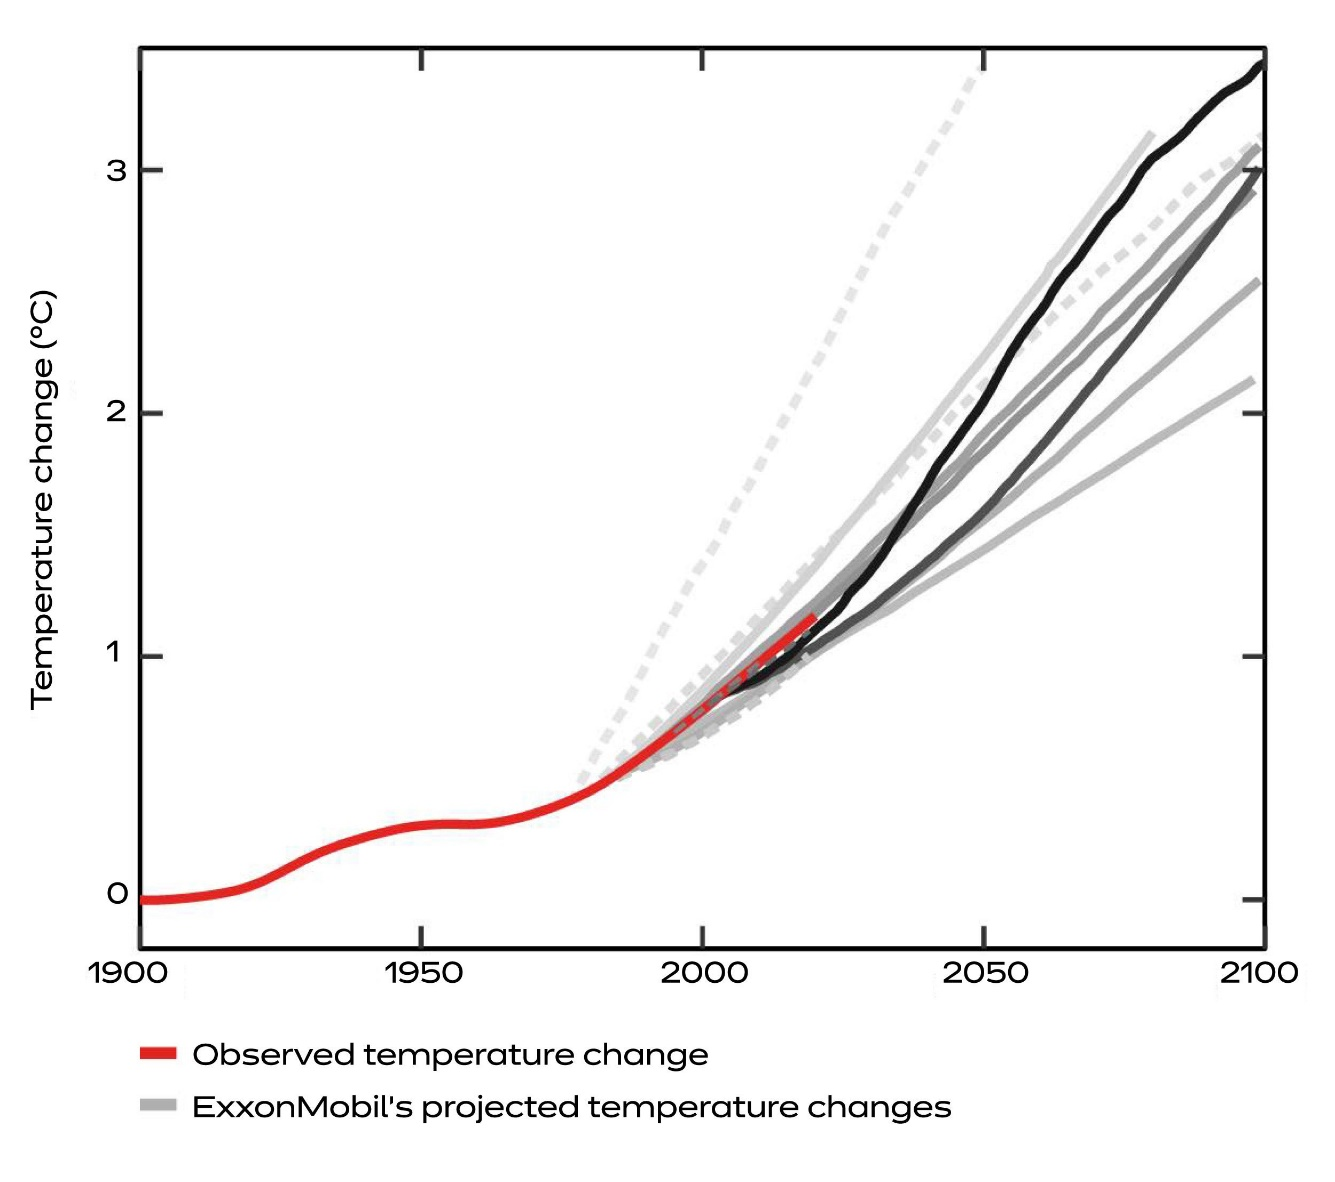 Temperature change (°C)
3
2
1
0
1900 1950 2000 2050 2100
Observed temperature change
ExxonMobil's projected temperature changes